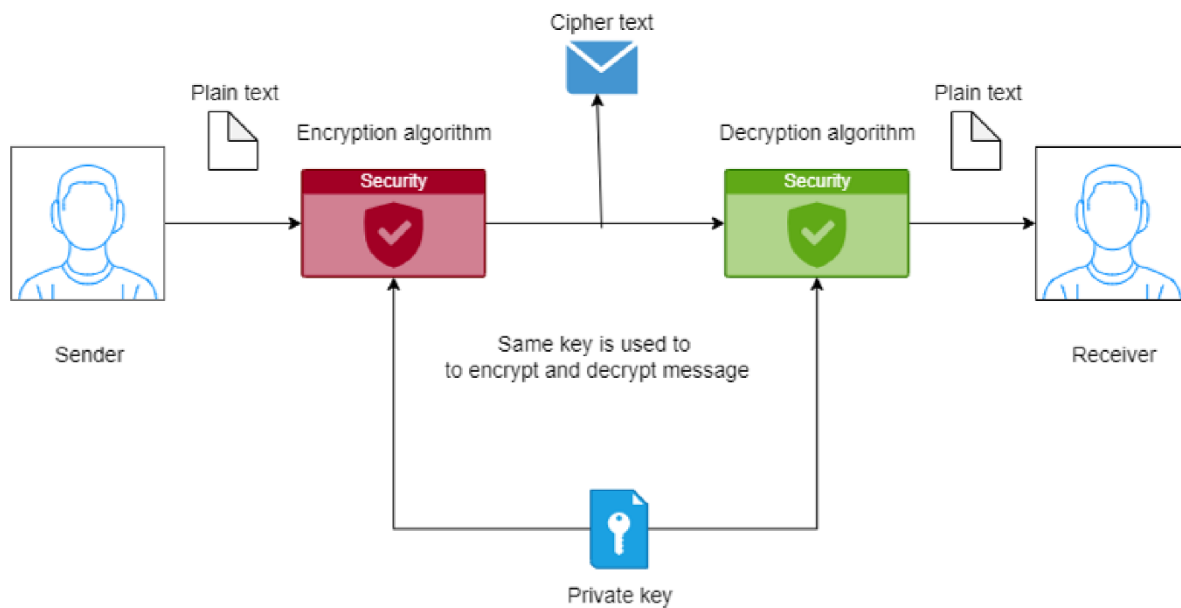 Cipher text
Plain text
Plain text
Encryption algorithm
Decryption algorithm
Security
Security
Same key is used to
to encrypt and decrypt message
Sender
Receiver
Private key